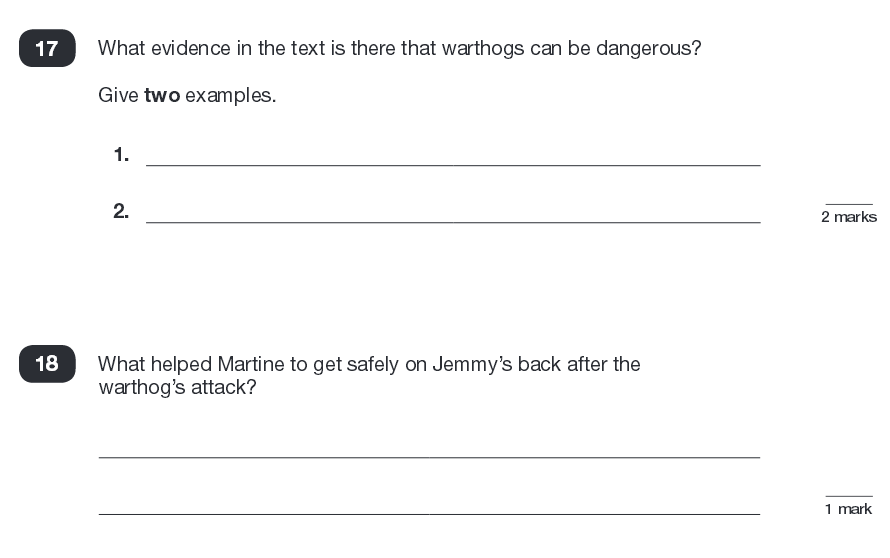 17 What evidence in the text is there that warthogs can be dangerous?
Give two examples.
1.
2.
2 marks
18 What helped Martine to get safely on Jemmy’s back after the
warthog’s attack?
1 mark